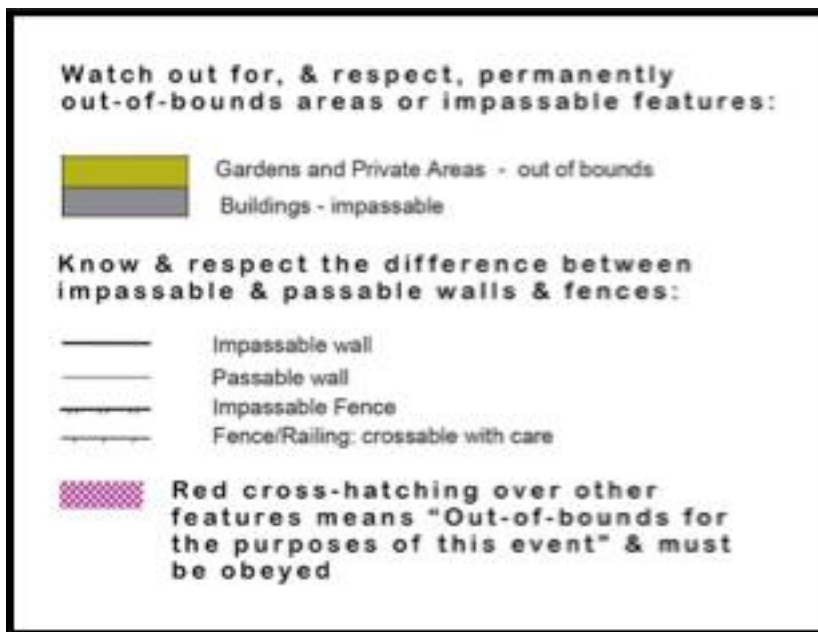 Watch out for, & respect, permanently
out-of-bounds areas or impassable features:
Gardens and Private Areas - out of bounds
Buildings - impassable
Know & respect the difference between
impassable & passable walls & fences:
Impassable wall
Passable wall
Impassable Fence
Fence/Railing: crossable with care
Red cross-hatching over other
features means "Out-of-bounds for
the purposes of this event" & must
be obeyed